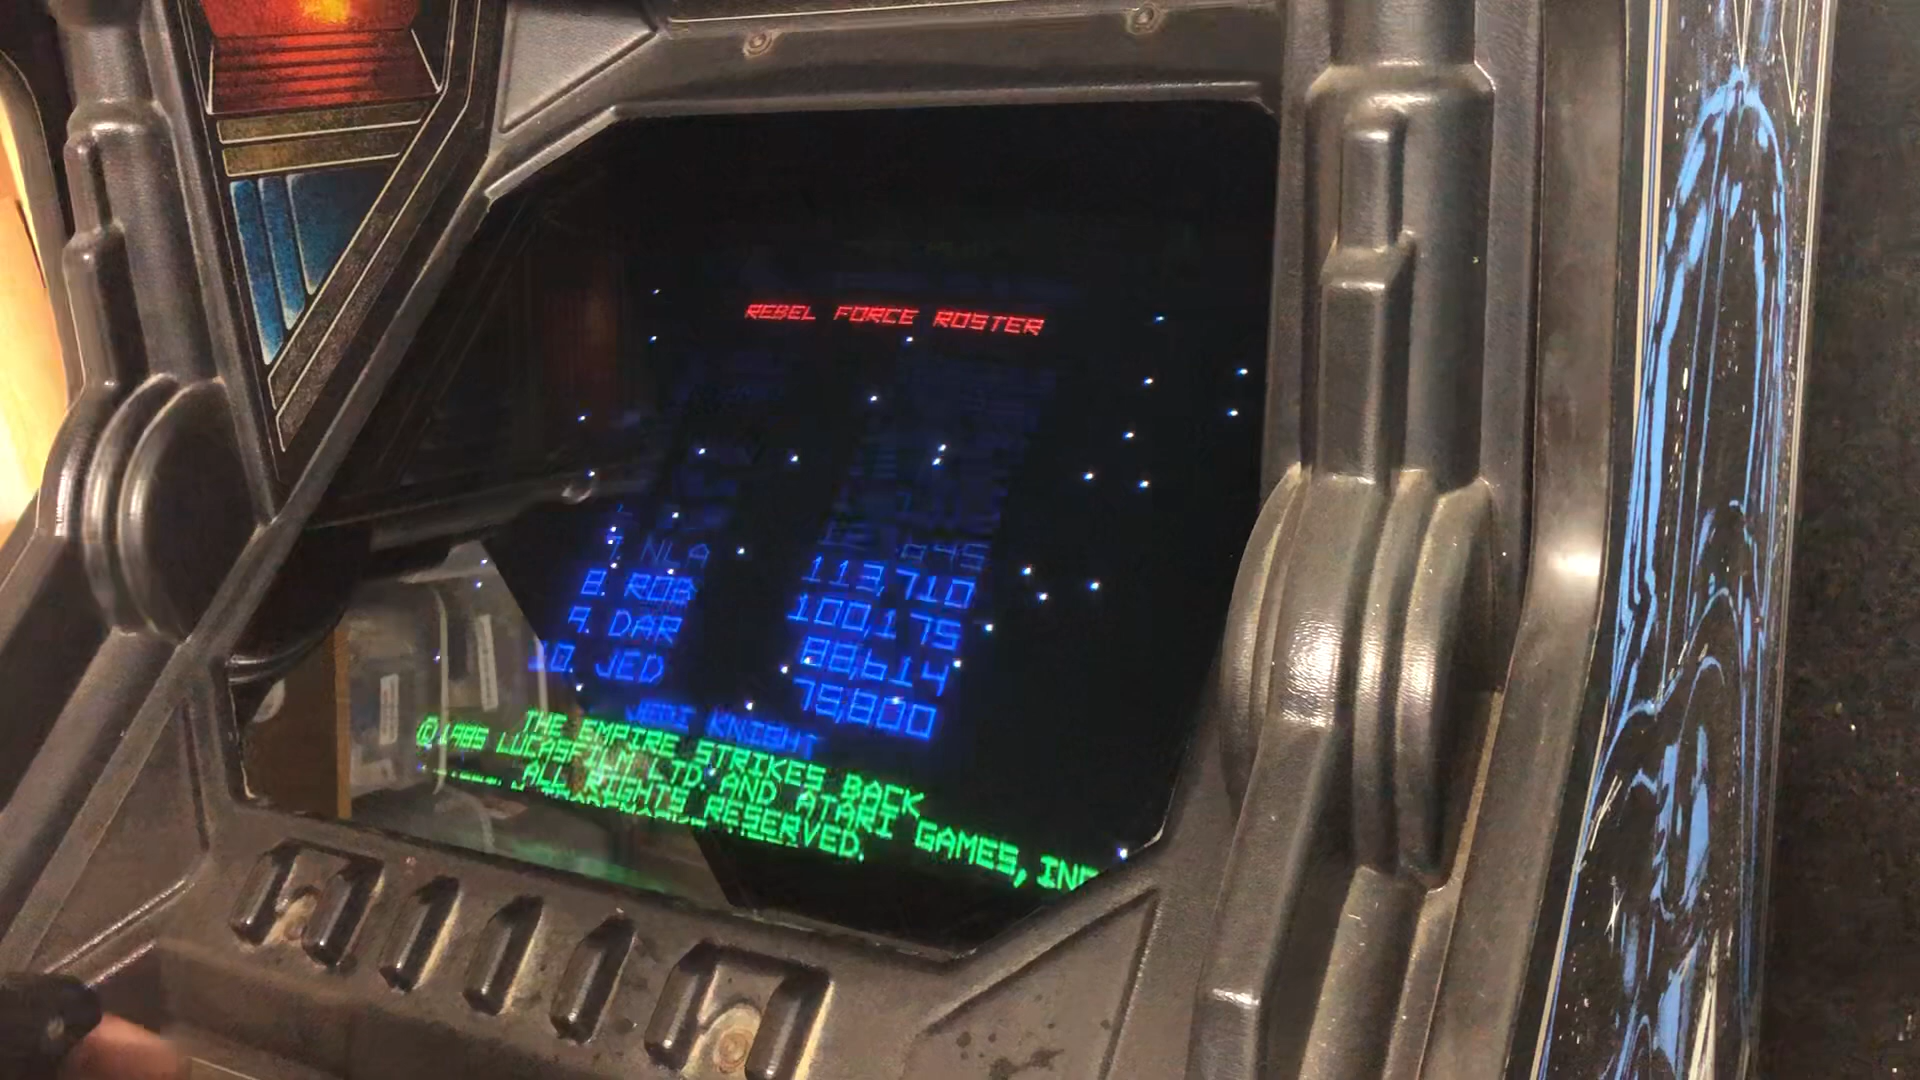 REBEL FORCE ROSTER
7. NLA
8. ROB 113,710
9. DAR 100,175
10. JED 88,614
79,800
JEDI KNIGHT
THE EMPIRE STRIKES BACK
©1985 LUCASFILM LTD. AND ATARI GAMES, INC
ALL RIGHTS RESERVED.